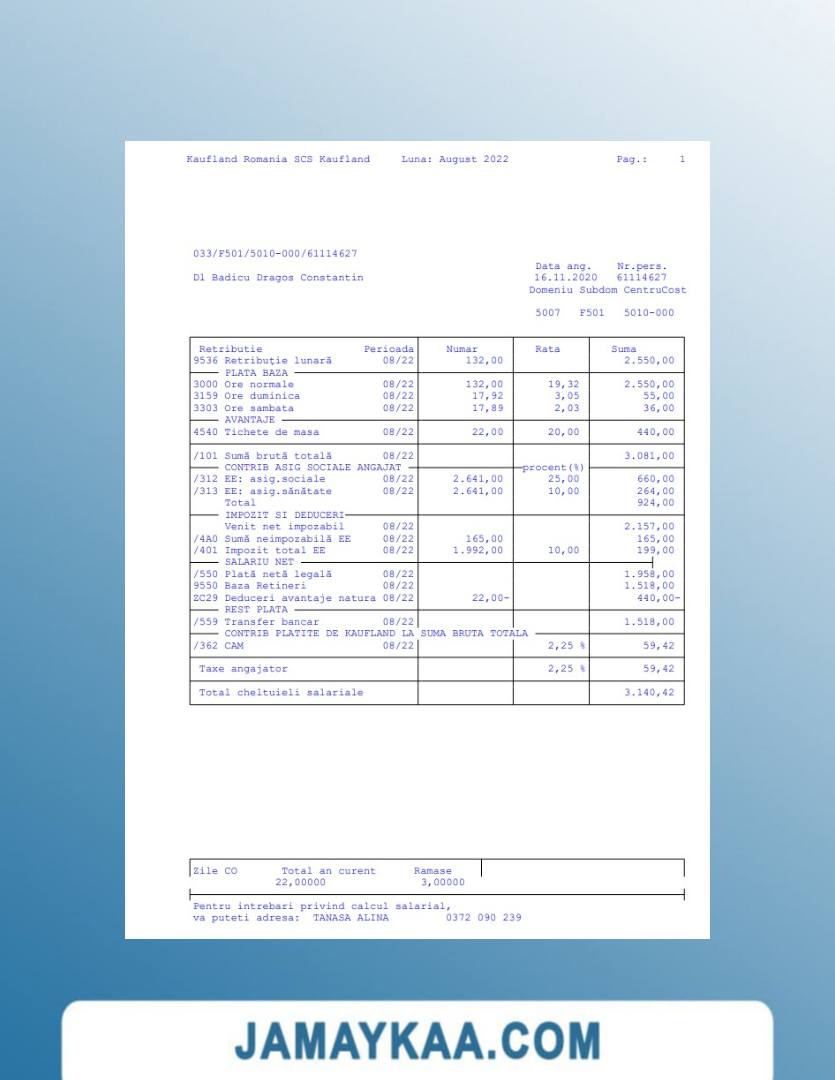 Kaufland Romania SCS Kaufland Luna: August 2022 Pag.: 1
033/F501/5010-000/61114627
Data ang. Nr.pers.
Dl Badicu Dragos Constantin 16.11.2020 61114627
Domeniu Subdom CentruCost
5007 F501 5010-000
Retributie Perioada Numar Rata Suma
9536 Retribuţie lunară 08/22 132,00 2.550,00
PLATA BAZA
3000 Ore normale 08/22 132,00 19,32 2.550,00
3159 Ore duminica 08/22 17,92 3,05 55,00
3303 Ore sambata 08/22 17,89 2,03 36,00
AVANTAJE
4540 Tichete de masa 08/22 22,00 20,00 440,00
/101 Sumă brută totală 08/22 3.081,00
CONTRIB ASIG SOCIALE ANGAJAT procent(%)
/312 EE: asig.sociale 08/22 2.641,00 25,00 660,00
/313 EE: asig.sănătate 08/22 2.641,00 10,00 264,00
Total 924,00
IMPOZIT SI DEDUCERI
Venit net impozabil 08/22 2.157,00
/4A0 Sumă neimpozabilă EE 08/22 165,00 165,00
/401 Impozit total EE 08/22 1.992,00 10,00 199,00
SALARIU NET
/550 Plată netă legală 08/22 1.958,00
9550 Baza Retineri 08/22 1.518,00
ZC29 Deduceri avantaje natura 08/22 22,00- 440,00-
REST PLATA
/559 Transfer bancar 08/22 1.518,00
CONTRIB PLATITE DE KAUFLAND LA SUMA BRUTA TOTALA
/362 CAM 08/22 2,25 % 59,42
Taxe angajator 2,25 % 59,42
Total cheltuieli salariale 3.140,42
Zile CO Total an curent Ramase
22,00000 3,00000
Pentru intrebari privind calcul salarial,
va puteti adresa: TANASA ALINA 0372 090 239
JAMAYKAA.COM